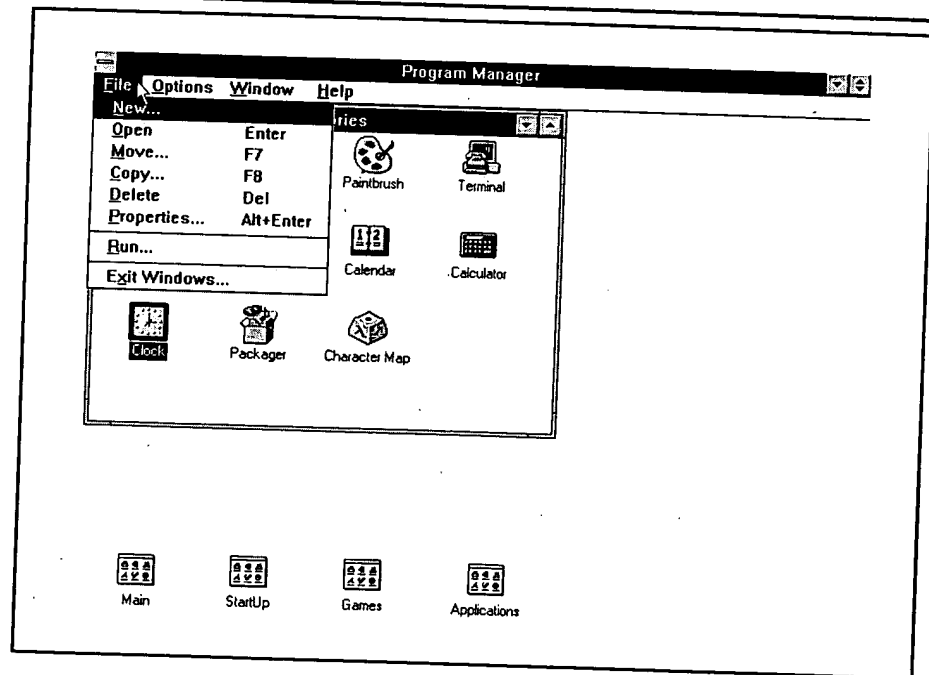 Program Manager
File Options Window Help
New...
Open Enter
Move... F7
Copy... F8
Delete Del
Properties... Alt+Enter
Run...
Exit Windows...
ries
Paintbrush Terminal
Calendar Calculator
Clock Packager Character Map
Main StartUp Games Applications